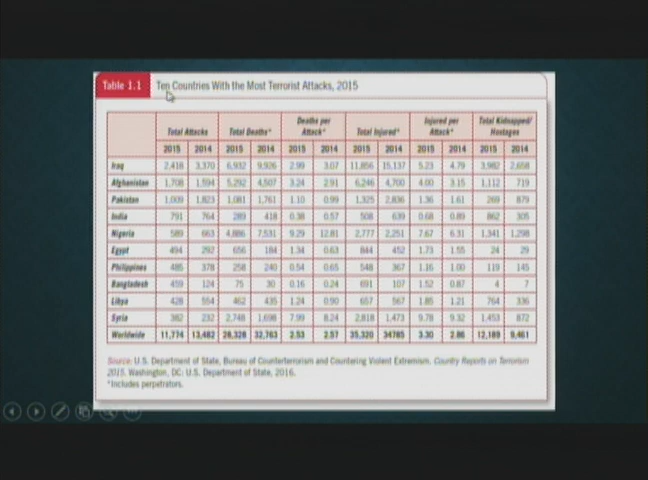 Table 1.1 Ten Countries With the Most Terrorist Attacks, 2015
Total Attacks Total Deaths* Deaths per Attack* Total Injured* Injured per Attack* Total Kidnapped/Hostages
2015 2014 2015 2014 2015 2014 2015 2014 2015 2014 2015 2014
Iraq 2,418 3,370 6,932 9,926 2.99 3.07 11,856 15,137 5.23 4.79 3,982 2,658
Afghanistan 1,708 1,594 5,292 4,507 3.24 2.91 6,246 4,700 4.00 3.15 1,112 719
Pakistan 1,009 1,823 1,081 1,761 1.10 0.99 1,325 2,836 1.36 1.61 269 879
India 791 764 289 418 0.38 0.57 508 639 0.68 0.89 862 305
Nigeria 589 663 4,886 7,531 9.29 12.81 2,777 2,251 7.67 6.31 1,341 1,298
Egypt 494 292 656 184 1.34 0.63 844 452 1.73 1.55 24 29
Philippines 485 378 258 240 0.54 0.65 548 367 1.16 1.00 119 145
Bangladesh 459 124 75 30 0.16 0.24 691 107 1.52 0.87 4 7
Libya 428 554 462 435 1.24 0.90 657 567 1.85 1.21 764 336
Syria 382 232 2,748 1,698 7.99 8.24 2,818 1,473 9.78 9.32 1,453 872
Worldwide 11,774 13,482 28,328 32,763 2.53 2.57 35,320 34785 3.30 2.86 12,189 9,461
Source: U.S. Department of State, Bureau of Counterterrorism and Countering Violent Extremism. Country Reports on Terrorism
2015. Washington, DC: U.S. Department of State, 2016.
*Includes perpetrators.